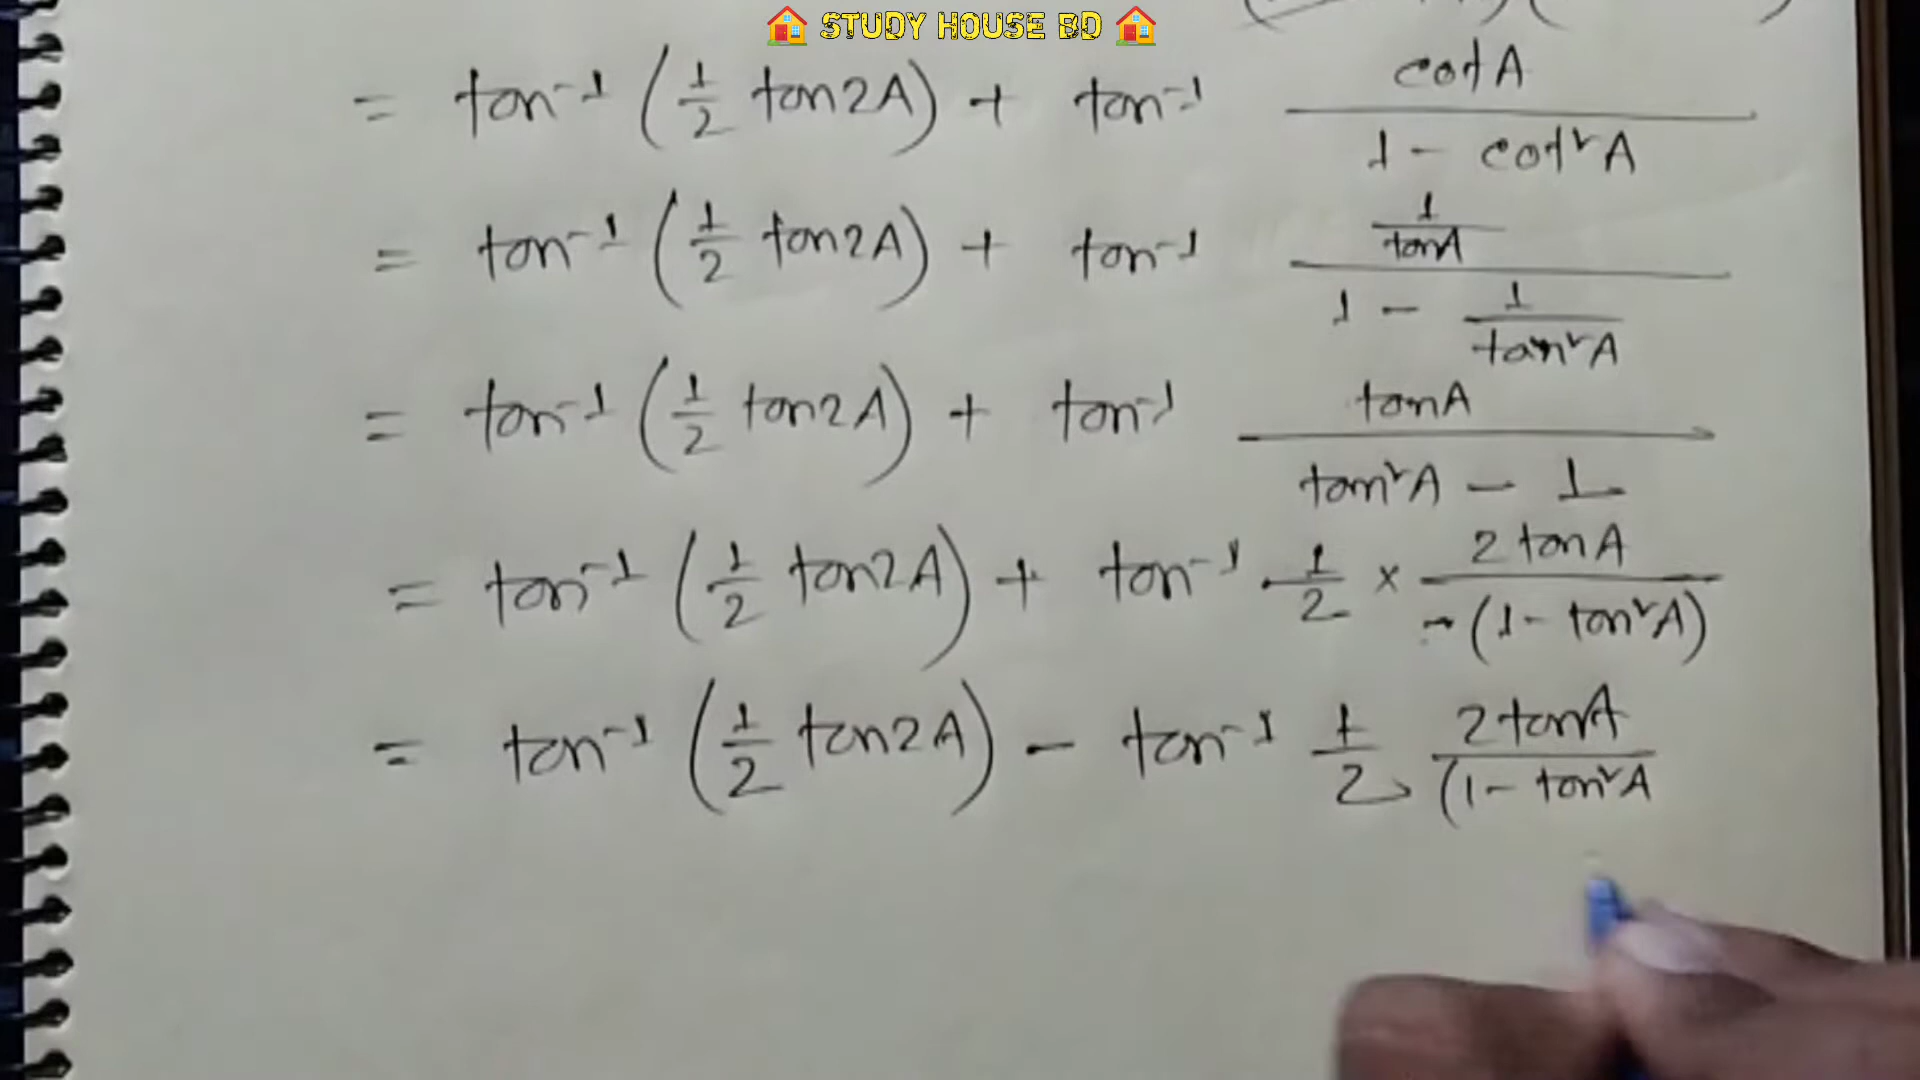 🏠 STUDY HOUSE BD 🏠
= tan⁻¹ (1/2 tan2A) + tan⁻¹ cotA / (1 - cot²A)
= tan⁻¹ (1/2 tan2A) + tan⁻¹ (1/tanA) / (1 - 1/tan²A)
= tan⁻¹ (1/2 tan2A) + tan⁻¹ tanA / (tan²A - 1)
= tan⁻¹ (1/2 tan2A) + tan⁻¹ 1/2 × 2tanA / -(1 - tan²A)
= tan⁻¹ (1/2 tan2A) - tan⁻¹ 1/2 2tanA / (1 - tan²A